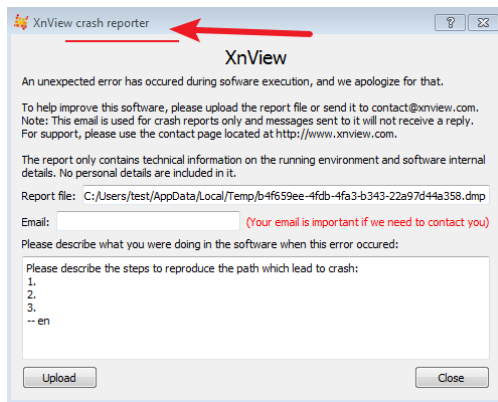 XnView crash reporter
XnView
An unexpected error has occured during sofware execution, and we apologize for that.
To help improve this software, please upload the report file or send it to contact@xnview.com.
Note: This email is used for crash reports only and messages sent to it will not receive a reply.
For support, please use the contact page located at http://www.xnview.com.
The report only contains technical information on the running environment and software internal
details. No personal details are included in it.
Report file: C:/Users/test/AppData/Local/Temp/b4f659ee-4fdb-4fa3-b343-22a97d44a358.dmp
Email: (Your email is important if we need to contact you)
Please describe what you were doing in the software when this error occured:
Please describe the steps to reproduce the path which lead to crash:
1.
2.
3.
-- en
Upload Close